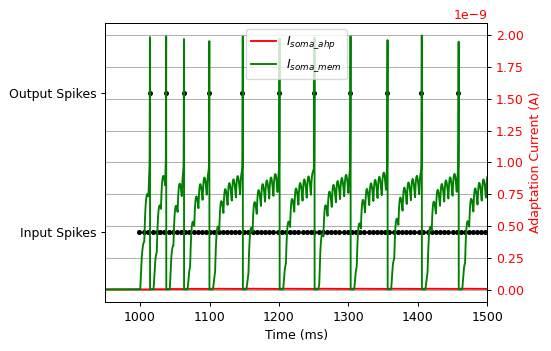 1e−9
I_soma_ahp
I_soma_mem
Output Spikes
Input Spikes
2.00
1.75
1.50
1.25
1.00
0.75
0.50
0.25
0.00
Adaptation Current (A)
1000 1100 1200 1300 1400 1500
Time (ms)